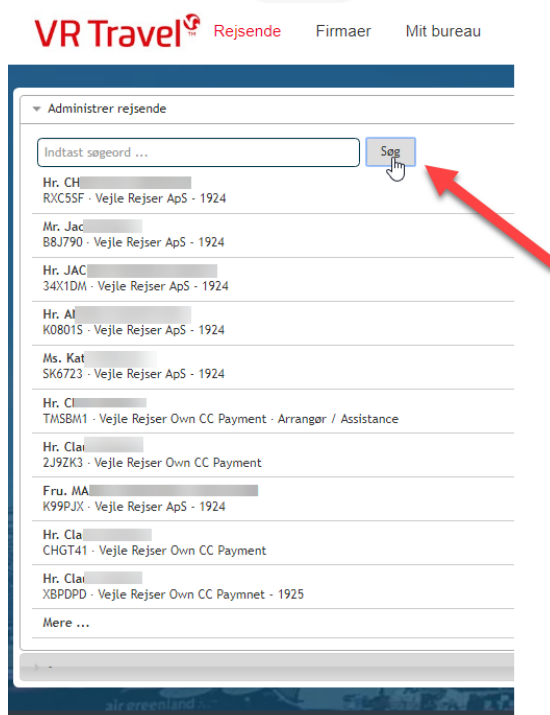 VR Travel
Rejsende Firmaer Mit bureau
Administrer rejsende
Indtast søgeord ...
Søg
Hr. CH
RXC5SF · Vejle Rejser ApS - 1924
Mr. Jac
B8J790 · Vejle Rejser ApS - 1924
Hr. JAC
34X1DM · Vejle Rejser ApS - 1924
Hr. Al
K0801S · Vejle Rejser ApS - 1924
Ms. Kat
SK6723 · Vejle Rejser ApS - 1924
Hr. Cl
TMSBM1 · Vejle Rejser Own CC Payment · Arrangør / Assistance
Hr. Cla
2J9ZK3 · Vejle Rejser Own CC Payment
Fru. MA
K99PJX · Vejle Rejser ApS - 1924
Hr. Cla
CHGT41 · Vejle Rejser Own CC Payment
Hr. Cla
XBPDPD · Vejle Rejser Own CC Paymnet - 1925
Mere ...
air greenland